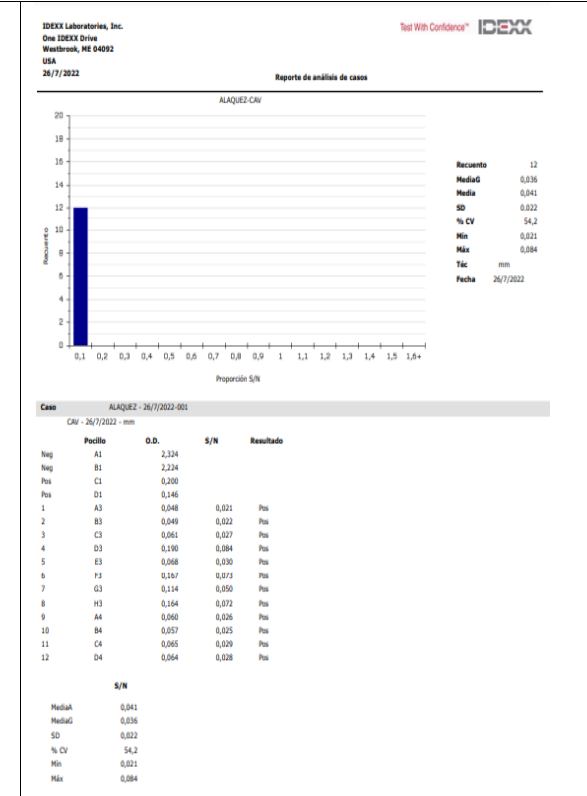 IDEXX Laboratories, Inc.
One IDEXX Drive
Westbrook, ME 04092
USA
26/7/2022
Test With Confidence™ IDEXX
Reporte de análisis de casos
ALAQUEZ-CAV
Recuento
20
18
16
14
12
10
8
6
4
2
0
0,1 0,2 0,3 0,4 0,5 0,6 0,7 0,8 0,9 1 1,1 1,2 1,3 1,4 1,5 1,6+
Proporción S/N
Recuento 12
MediaG 0,036
Media 0,041
SD 0.022
% CV 54,2
Mín 0,021
Máx 0,084
Téc mm
Fecha 26/7/2022
Caso ALAQUEZ - 26/7/2022-001
CAV - 26/7/2022 - mm
Pocillo O.D. S/N Resultado
Neg A1 2,324
Neg B1 2,224
Pos C1 0,200
Pos D1 0,146
1 A3 0,048 0,021 Pos
2 B3 0,049 0,022 Pos
3 C3 0,061 0,027 Pos
4 D3 0,190 0,084 Pos
5 E3 0,068 0,030 Pos
6 F3 0,167 0,073 Pos
7 G3 0,114 0,050 Pos
8 H3 0,164 0,072 Pos
9 A4 0,060 0,026 Pos
10 B4 0,057 0,025 Pos
11 C4 0,065 0,029 Pos
12 D4 0,064 0,028 Pos
S/N
MediaA 0,041
MediaG 0,036
SD 0,022
% CV 54,2
Mín 0,021
Máx 0,084